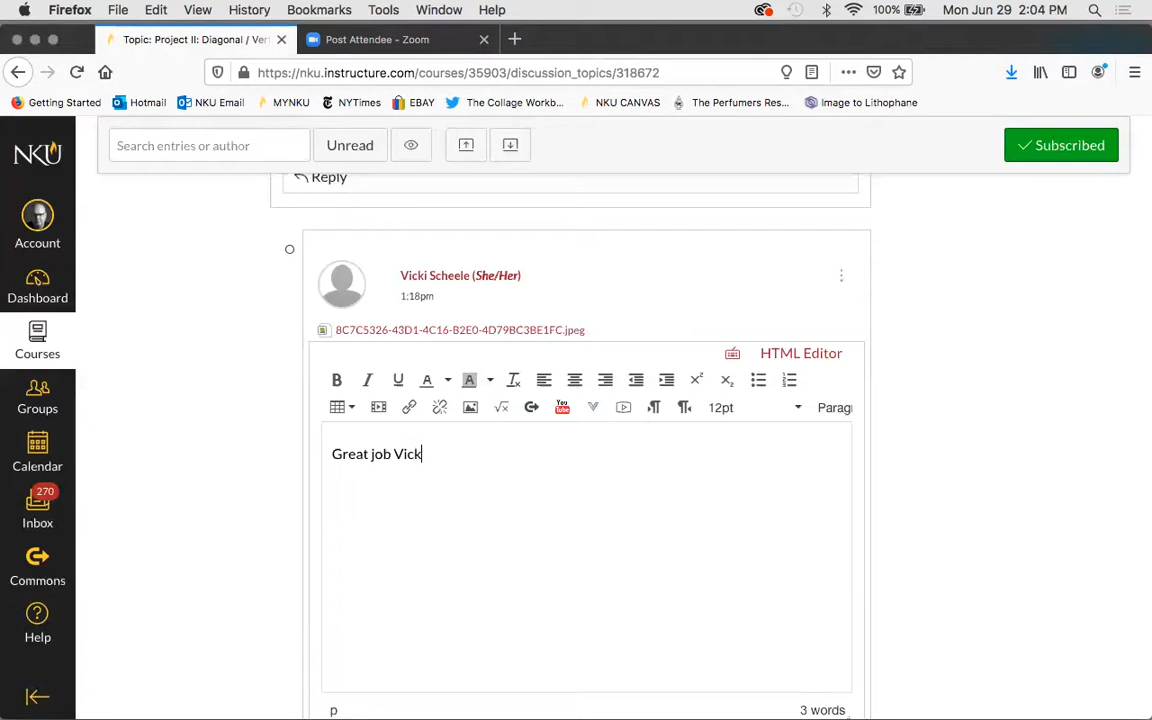 Firefox File Edit View History Bookmarks Tools Window Help 100% Mon Jun 29 2:04 PM
Topic: Project II: Diagonal / Ver Post Attendee - Zoom
https://nku.instructure.com/courses/35903/discussion_topics/318672
Getting Started Hotmail NKU Email MYNKU NYTimes EBAY The Collage Workb... NKU CANVAS The Perfumers Res... Image to Lithophane
Search entries or author Unread Subscribed
NKU
Reply
Account
Vicki Scheele (She/Her)
1:18pm
Dashboard
8C7C5326-43D1-4C16-B2E0-4D79BC3BE1FC.jpeg
Courses
HTML Editor
B I U A A
12pt Parag
Groups
Great job Vick
Calendar
270
Inbox
Commons
Help
p 3 words